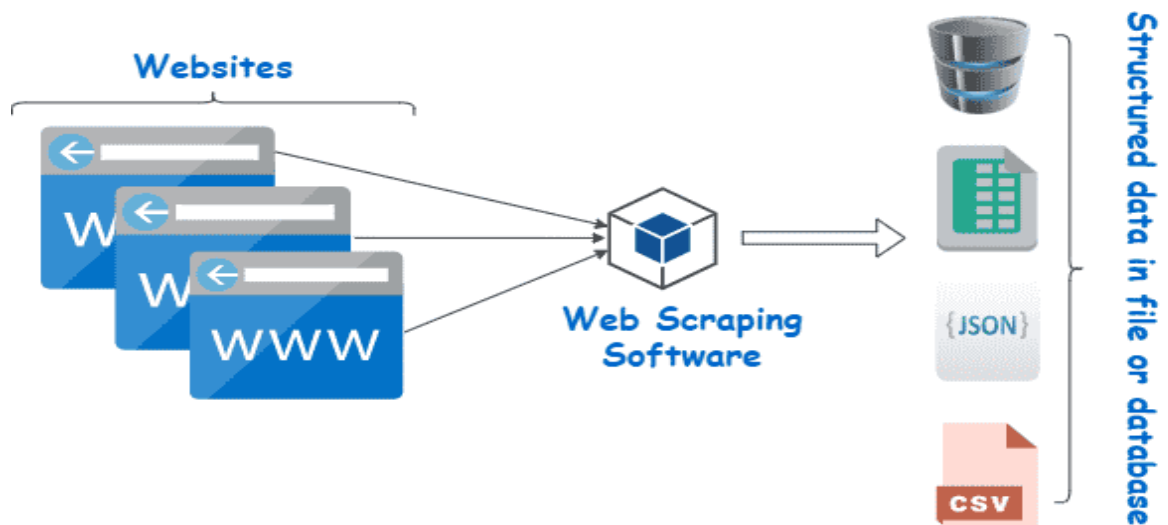 Websites
W
W
WWW
Web Scraping
Software
{JSON}
CSV
Structured data in file or database